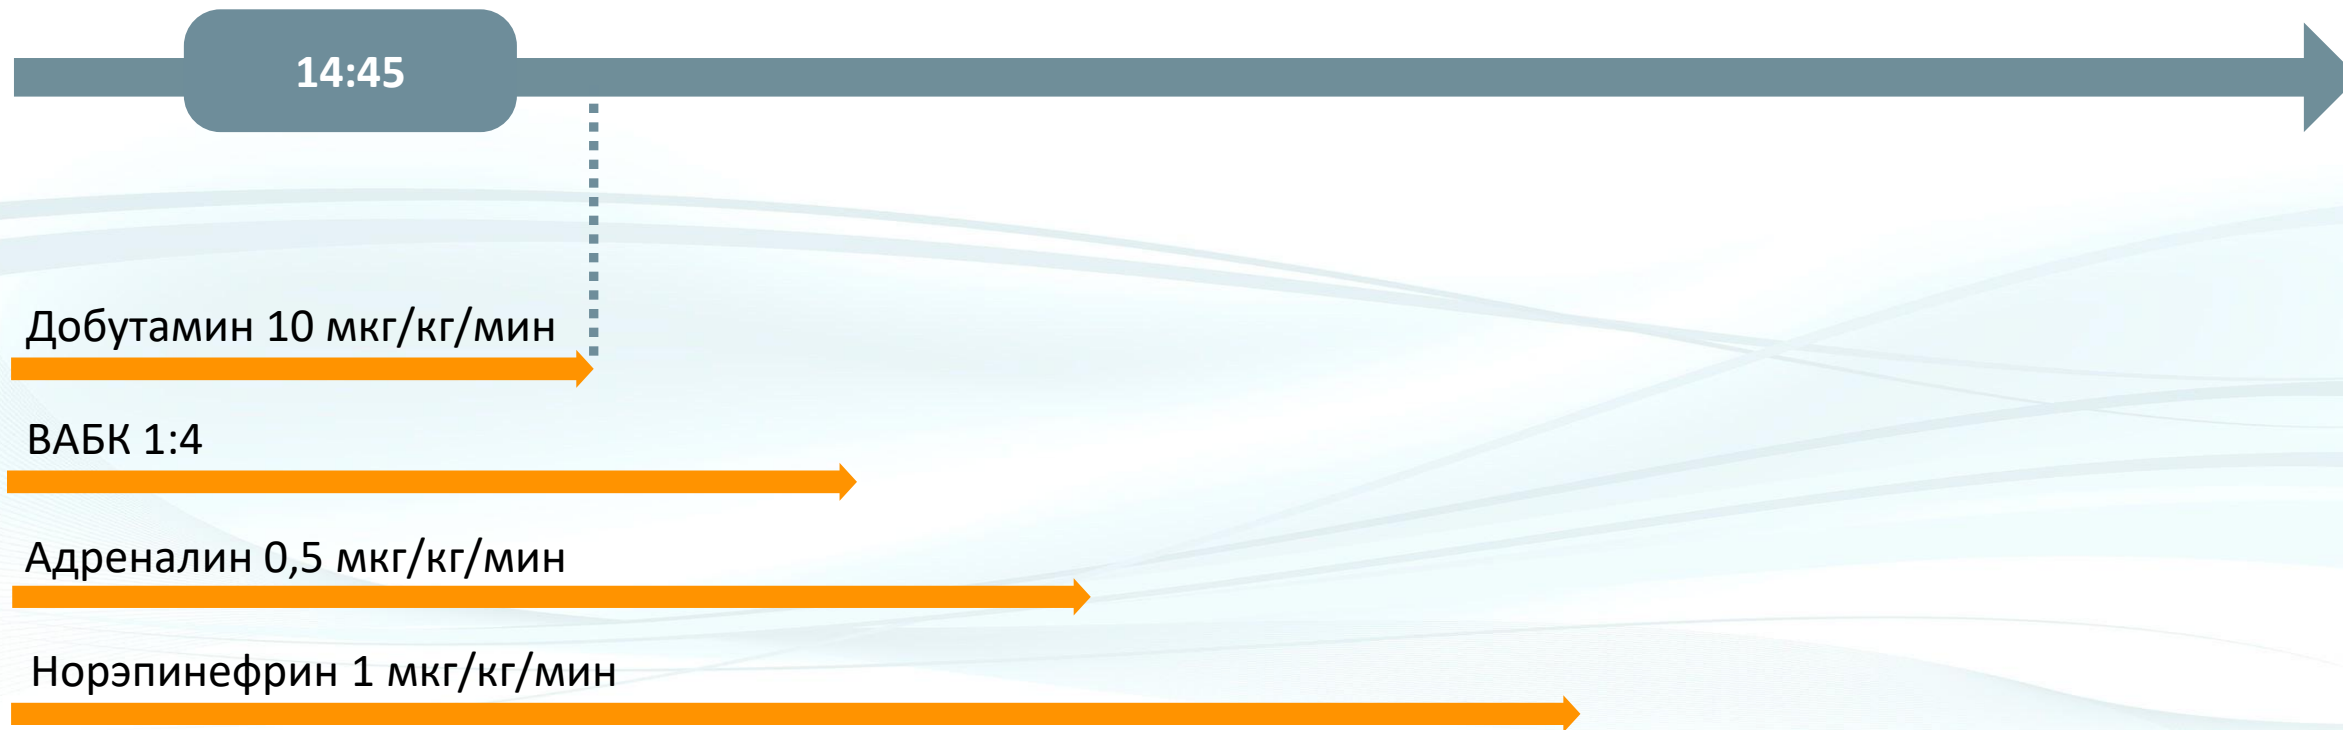 14:45
Добутамин 10 мкг/кг/мин
ВАБК 1:4
Адреналин 0,5 мкг/кг/мин
Норэпинефрин 1 мкг/кг/мин